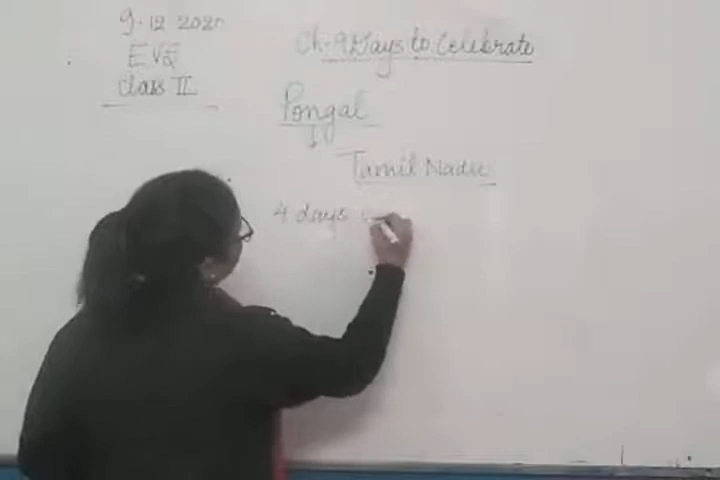 9-12 2020
EVS
Class II
Ch-9 Days to Celebrate
Pongal
Tamil Nadu
4 days